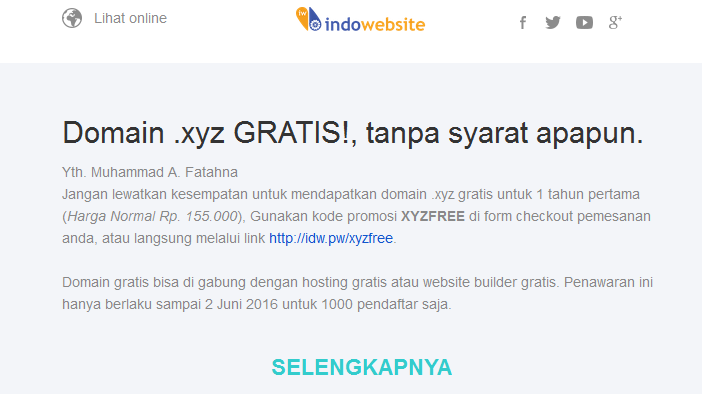 Lihat online
iw
indowebsite
Domain .xyz GRATIS!, tanpa syarat apapun.
Yth. Muhammad A. Fatahna
Jangan lewatkan kesempatan untuk mendapatkan domain .xyz gratis untuk 1 tahun pertama
(Harga Normal Rp. 155.000), Gunakan kode promosi XYZFREE di form checkout pemesanan
anda, atau langsung melalui link http://idw.pw/xyzfree.
Domain gratis bisa di gabung dengan hosting gratis atau website builder gratis. Penawaran ini
hanya berlaku sampai 2 Juni 2016 untuk 1000 pendaftar saja.
SELENGKAPNYA